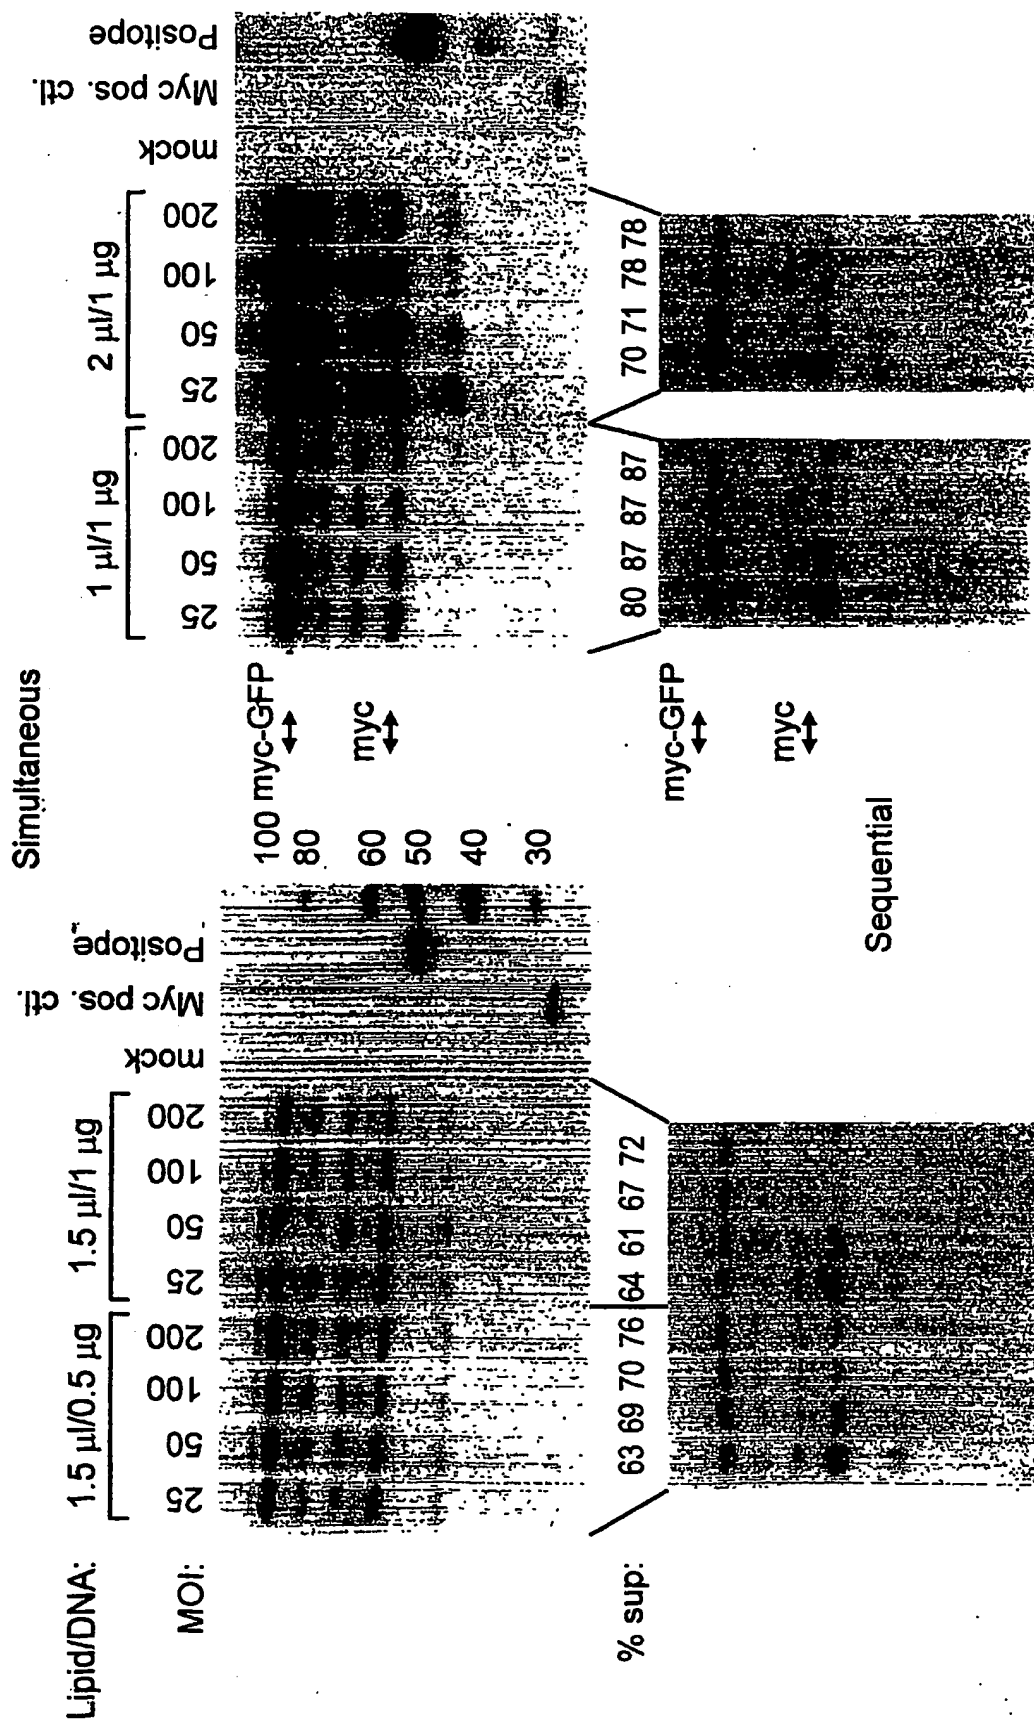 Simultaneous
Lipid/DNA: 1.5 µl/0.5 µg 1.5 µl/1 µg 1 µl/1 µg 2 µl/1 µg
MOI: 25 50 100 200 25 50 100 200 mock Myc pos. ctl. Positope 25 50 100 200 25 50 100 200 mock Myc pos. ctl. Positope
100 myc-GFP
80
60 myc
50
40
30
% sup: 63 69 70 76 64 61 67 72 80 87 87 87 70 71 78 78
myc-GFP
myc
Sequential